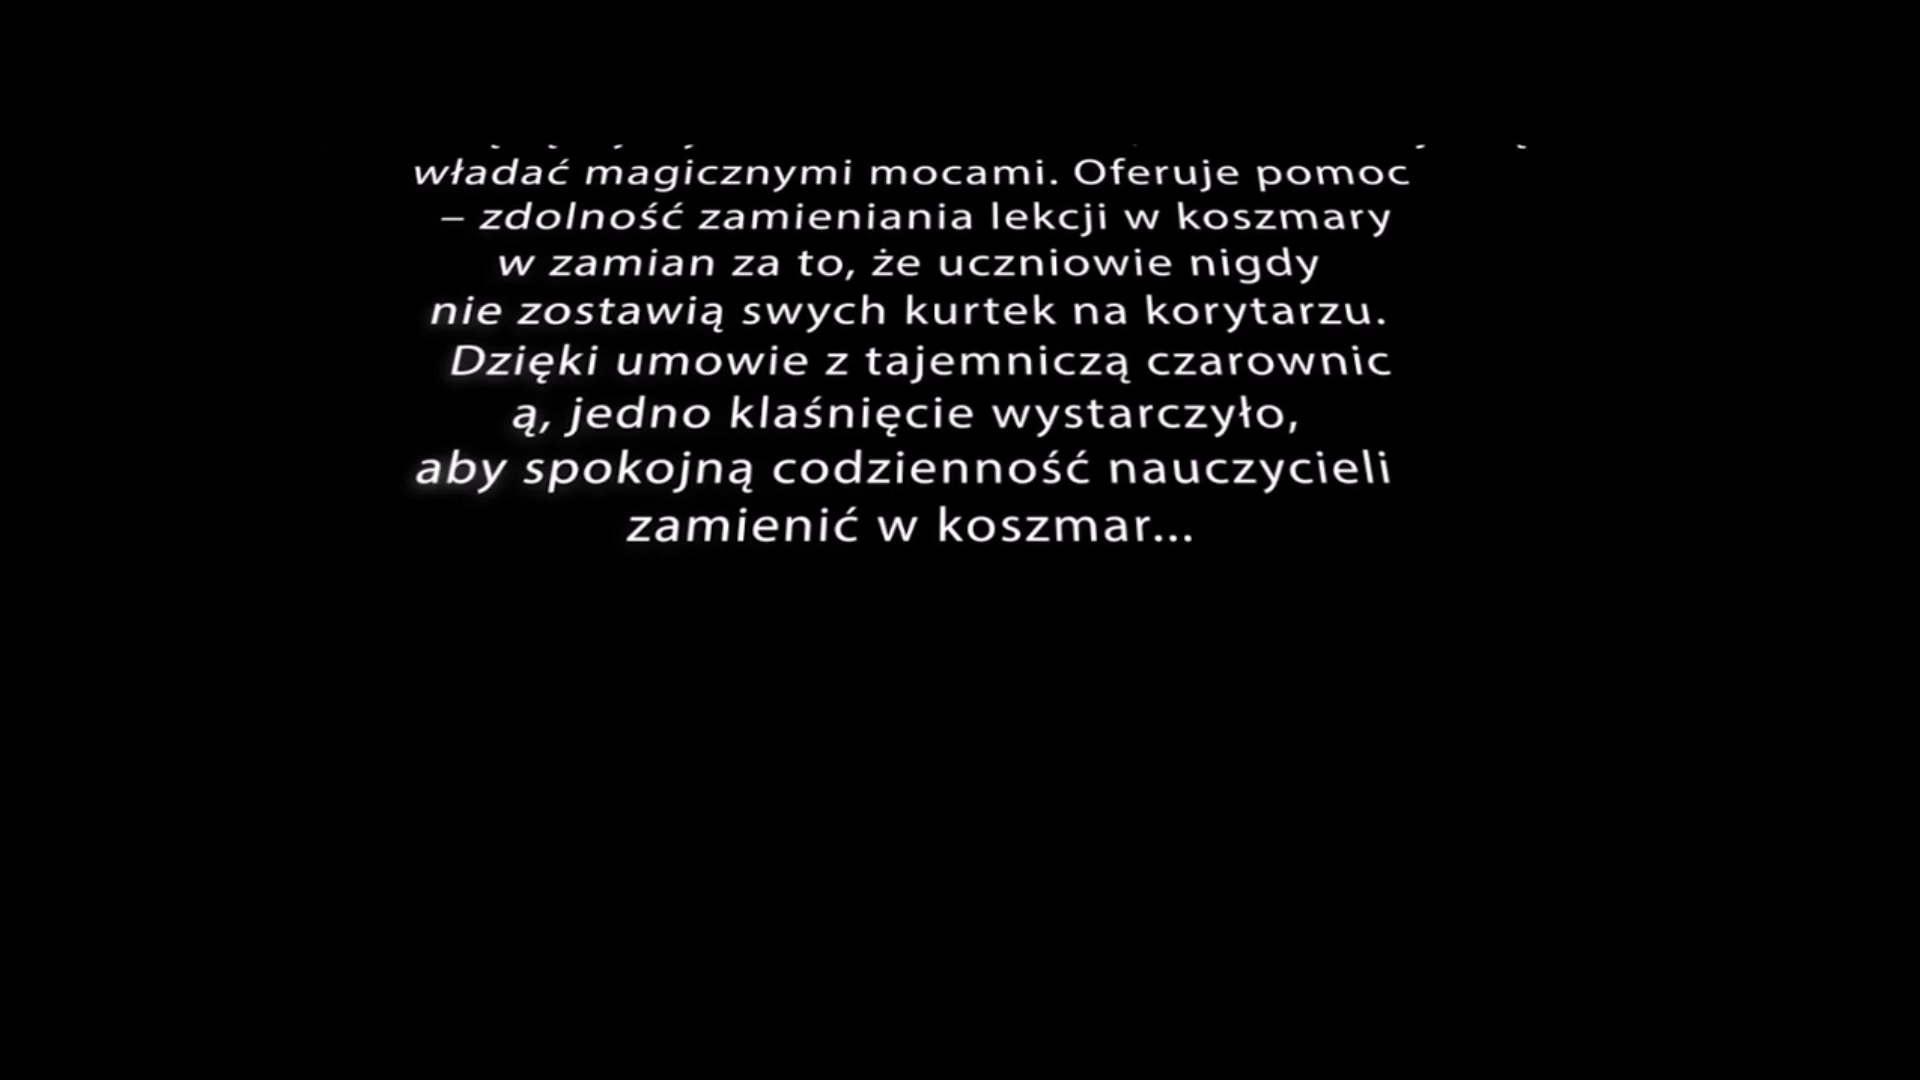 władać magicznymi mocami. Oferuje pomoc
– zdolność zamieniania lekcji w koszmary
w zamian za to, że uczniowie nigdy
nie zostawią swych kurtek na korytarzu.
Dzięki umowie z tajemniczą czarownic
ą, jedno klaśnięcie wystarczyło,
aby spokojną codzienność nauczycieli
zamienić w koszmar...